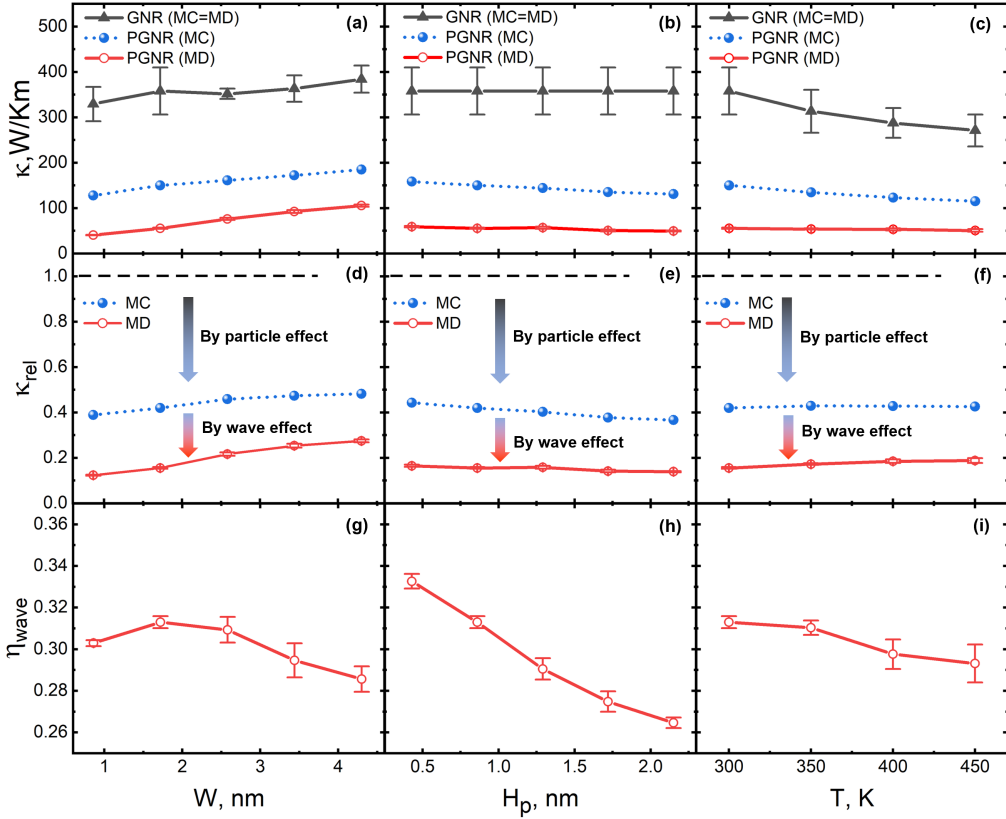 GNR (MC=MD)
PGNR (MC)
PGNR (MD)
(a)
GNR (MC=MD)
PGNR (MC)
PGNR (MD)
(b)
GNR (MC=MD)
PGNR (MC)
PGNR (MD)
(c)
κ, W/Km
500
400
300
200
100
0
MC
MD
(d)
By particle effect
By wave effect
MC
MD
(e)
By particle effect
By wave effect
MC
MD
(f)
By particle effect
By wave effect
κrel
1.0
0.8
0.6
0.4
0.2
0.0
(g)
(h)
(i)
ηwave
0.36
0.34
0.32
0.30
0.28
0.26
1 2 3 4
0.5 1.0 1.5 2.0
300 350 400 450
W, nm
Hp, nm
T, K